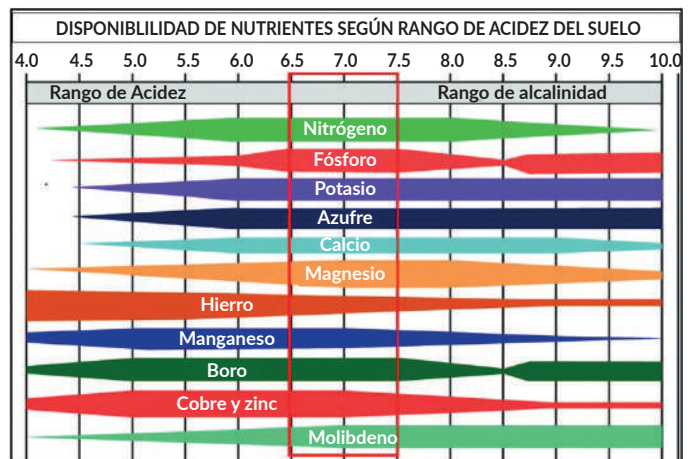 DISPONIBLILIDAD DE NUTRIENTES SEGÚN RANGO DE ACIDEZ DEL SUELO
4.0 4.5 5.0 5.5 6.0 6.5 7.0 7.5 8.0 8.5 9.0 9.5 10.0
Rango de Acidez Rango de alcalinidad
Nitrógeno
Fósforo
Potasio
Azufre
Calcio
Magnesio
Hierro
Manganeso
Boro
Cobre y zinc
Molibdeno